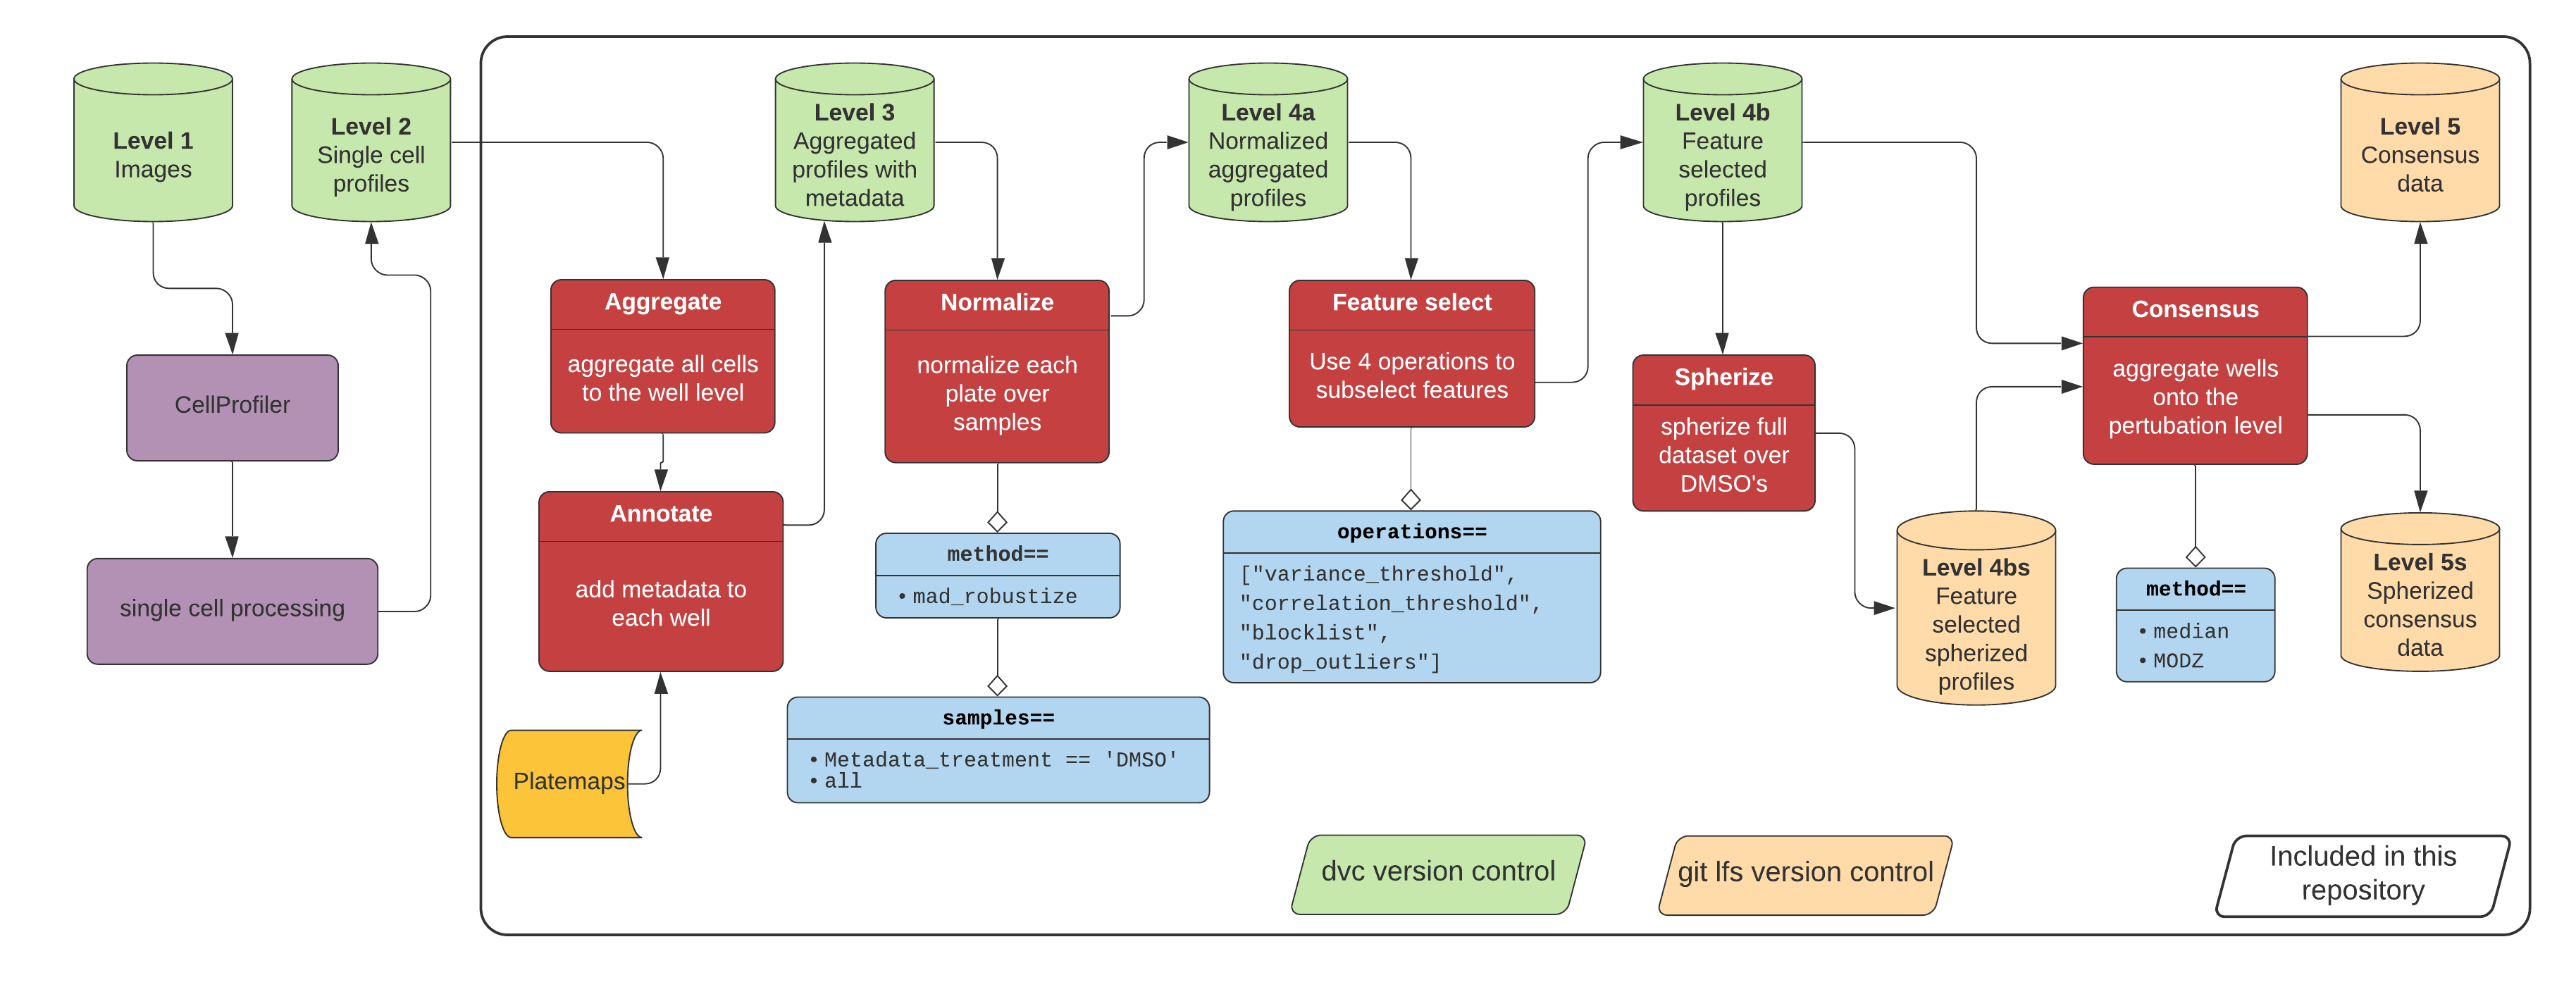 Level 1
Images
Level 2
Single cell
profiles
CellProfiler
single cell processing
Aggregate
aggregate all cells
to the well level
Annotate
add metadata to
each well
Platemaps
Level 3
Aggregated
profiles with
metadata
Normalize
normalize each
plate over
samples
method==
• mad_robustize
samples==
• Metadata_treatment == 'DMSO'
• all
Level 4a
Normalized
aggregated
profiles
Feature select
Use 4 operations to
subselect features
operations==
["variance_threshold",
"correlation_threshold",
"blocklist",
"drop_outliers"]
Level 4b
Feature
selected
profiles
Spherize
spherize full
dataset over
DMSO's
Level 4bs
Feature
selected
spherized
profiles
Consensus
aggregate wells
onto the
pertubation level
method==
• median
• MODZ
Level 5
Consensus
data
Level 5s
Spherized
consensus
data
dvc version control
git lfs version control
Included in this
repository